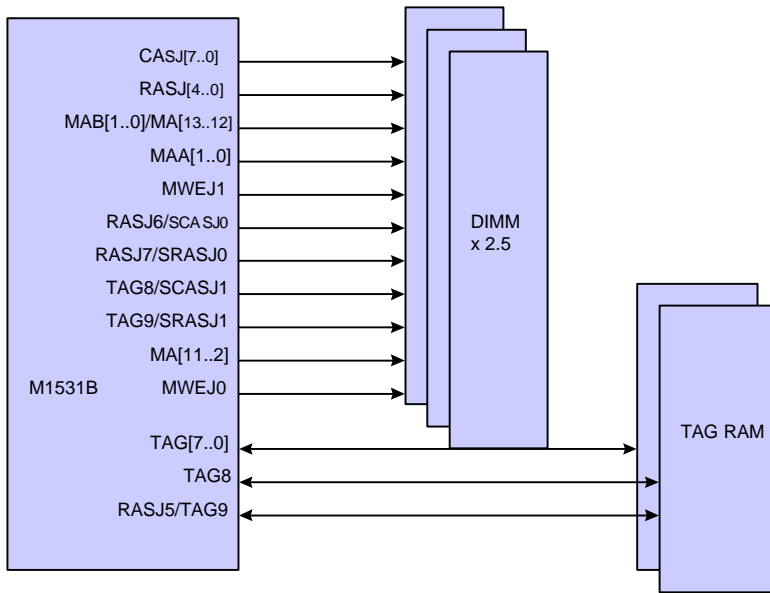 CASJ[7..0]
RASJ[4..0]
MAB[1..0]/MA[13..12]
MAA[1..0]
MWEJ1
RASJ6/SCASJ0
RASJ7/SRASJ0
TAG8/SCASJ1
TAG9/SRASJ1
MA[11..2]
M1531B
MWEJ0
TAG[7..0]
TAG8
RASJ5/TAG9
DIMM
x 2.5
TAG RAM